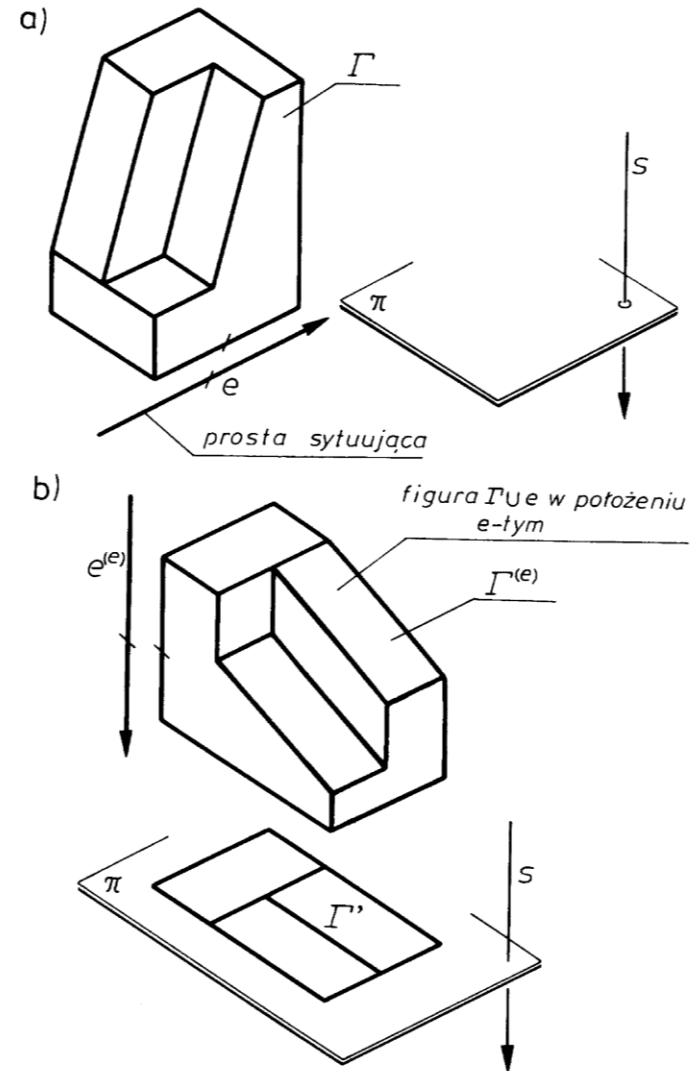 a)
Γ
s
π
e
prosta sytuująca
b)
figura Γ∪e w położeniu
e-tym
e⁽ᵉ⁾
Γ⁽ᵉ⁾
π
Γ'
s